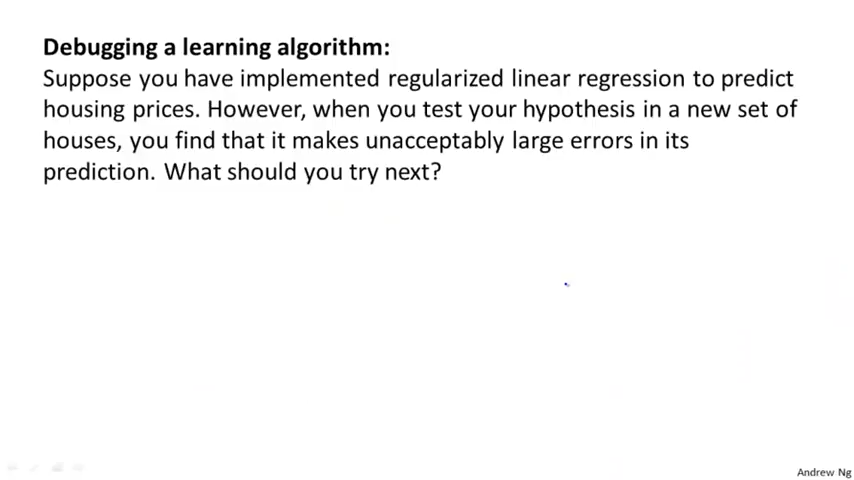 Debugging a learning algorithm:
Suppose you have implemented regularized linear regression to predict
housing prices. However, when you test your hypothesis in a new set of
houses, you find that it makes unacceptably large errors in its
prediction. What should you try next?
Andrew Ng